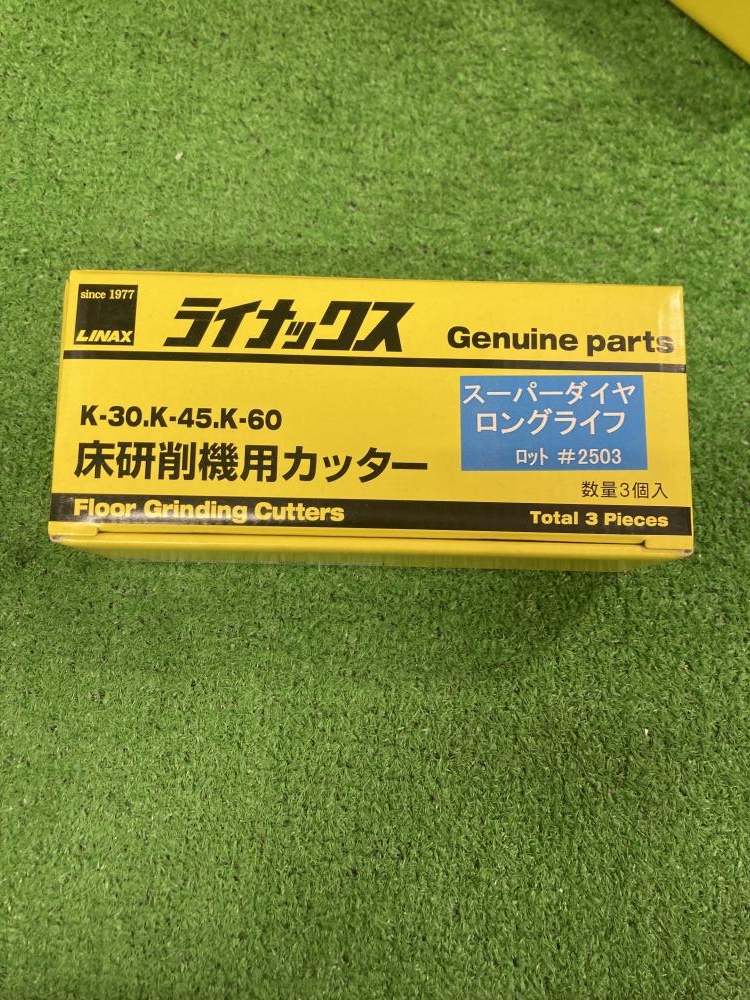 since 1977
LINAX
ライナックス
Genuine parts
K-30.K-45.K-60
床研削機用カッター
スーパーダイヤ
ロングライフ
ロット #2503
数量3個入
Floor Grinding Cutters
Total 3 Pieces